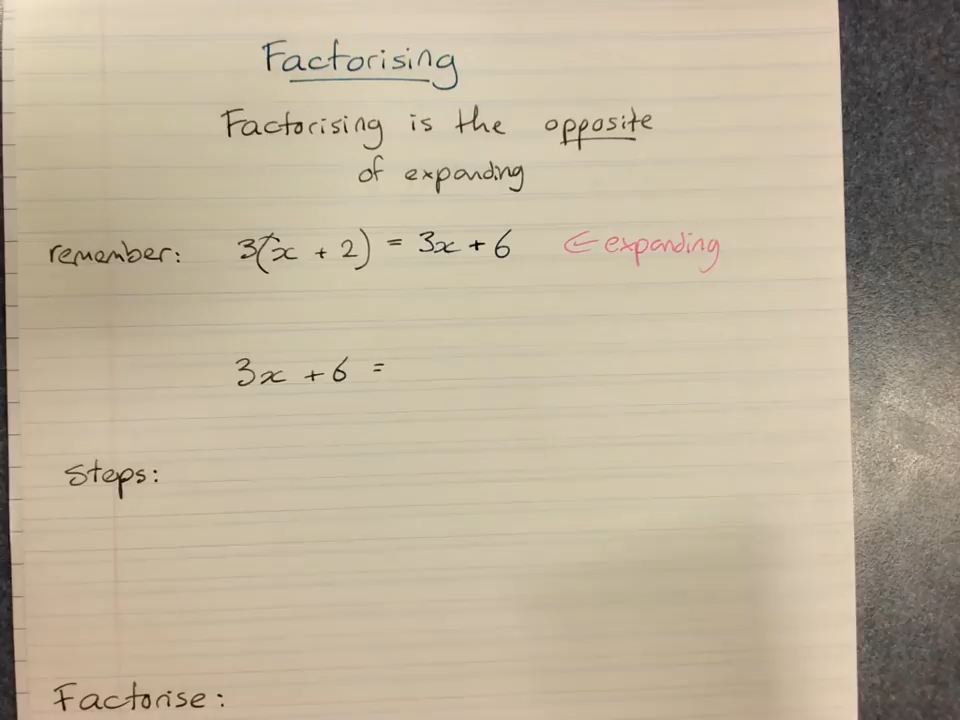 Factorising
Factorising is the opposite
of expanding
remember: 3(x + 2) = 3x + 6 ← expanding
3x + 6 =
Steps:
Factorise: